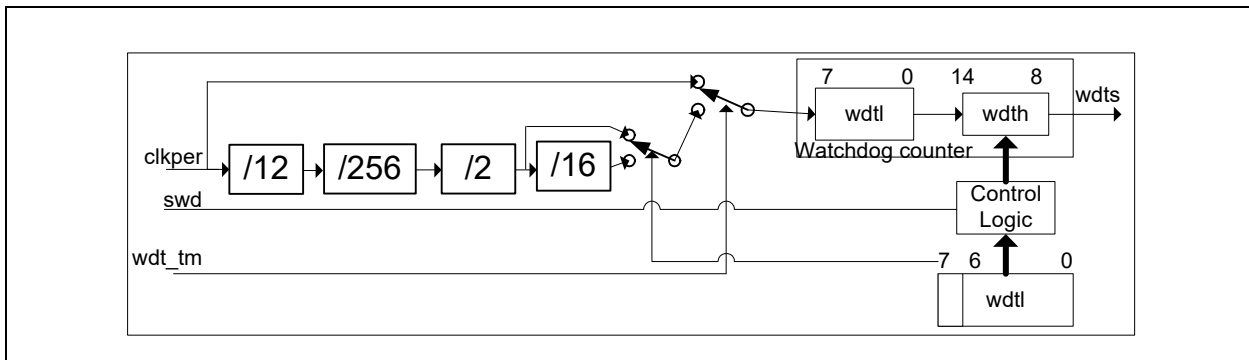 7 0 14 8
wdts
wdtl wdth
Watchdog counter
clkper /12 /256 /2 /16
swd
Control
Logic
wdt_tm
7 6 0
wdtl